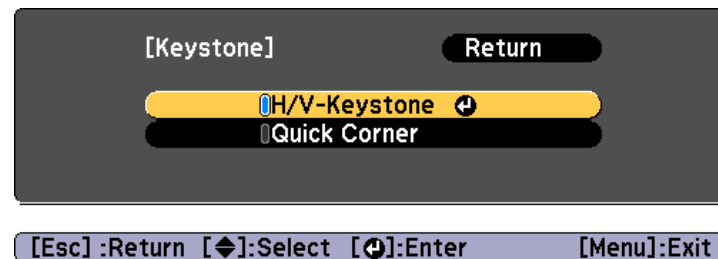 [Keystone] Return
H/V-Keystone
Quick Corner
[Esc] :Return [◆]:Select [↵]:Enter [Menu]:Exit